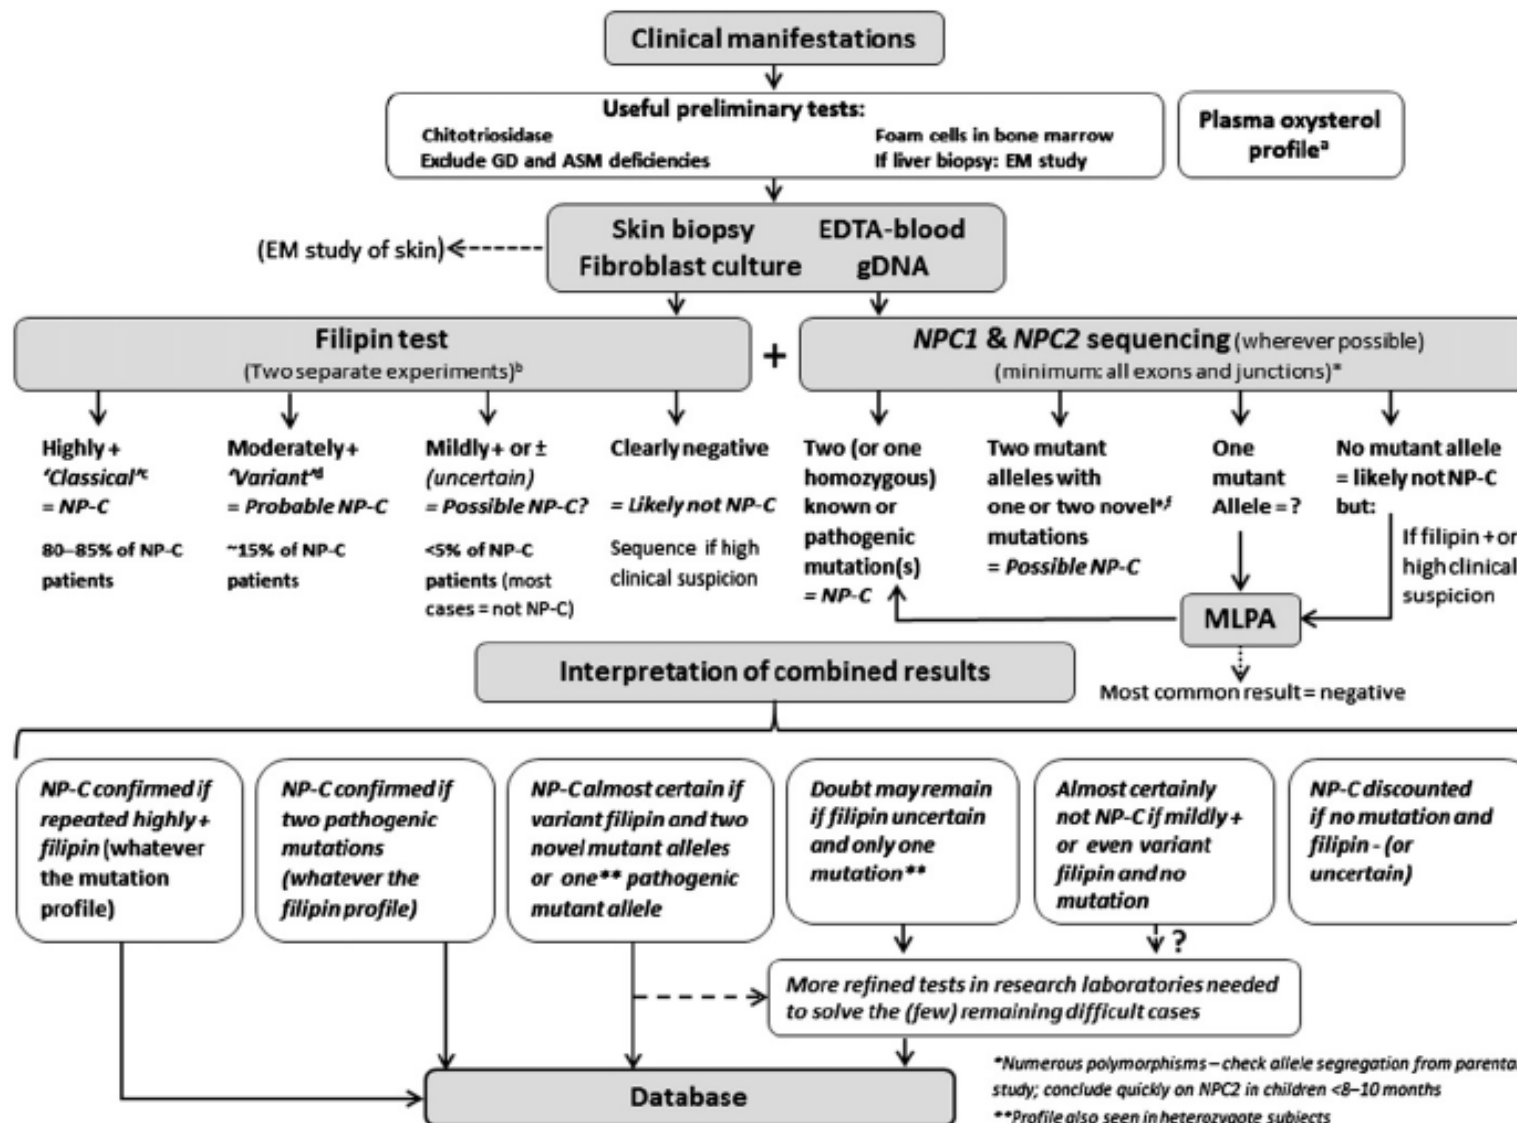 Clinical manifestations
Useful preliminary tests:
Chitotriosidase
Exclude GD and ASM deficiencies
Foam cells in bone marrow
If liver biopsy: EM study
Plasma oxysterol
profileᵃ
(EM study of skin)
Skin biopsy
Fibroblast culture
EDTA-blood
gDNA
Filipin test
(Two separate experiments)ᵇ
+
NPC1 & NPC2 sequencing (wherever possible)
(minimum: all exons and junctions)*
Highly +
‘Classical’ᶜ
= NP-C
80–85% of NP-C
patients
Moderately +
‘Variant’ᵈ
= Probable NP-C
~15% of NP-C
patients
Mildly + or ±
(uncertain)
= Possible NP-C?
<5% of NP-C
patients (most
cases = not NP-C)
Clearly negative
= Likely not NP-C
Sequence if high
clinical suspicion
Two (or one
homozygous)
known or
pathogenic
mutation(s)
= NP-C
Two mutant
alleles with
one or two novel
mutations
= Possible NP-C
One
mutant
Allele = ?
No mutant allele
= likely not NP-C
but:
If filipin + or
high clinical
suspicion
MLPA
Most common result = negative
Interpretation of combined results
NP-C confirmed if
repeated highly +
filipin (whatever
the mutation
profile)
NP-C confirmed if
two pathogenic
mutations
(whatever the
filipin profile)
NP-C almost certain if
variant filipin and two
novel mutant alleles
or one** pathogenic
mutant allele
Doubt may remain
if filipin uncertain
and only one
mutation**
Almost certainly
not NP-C if mildly +
or even variant
filipin and no
mutation
NP-C discounted
if no mutation and
filipin - (or
uncertain)
?
More refined tests in research laboratories needed
to solve the (few) remaining difficult cases
Database
*Numerous polymorphisms – check allele segregation from parental
study; conclude quickly on NPC2 in children <8–10 months
**Profile also seen in heterozygote subjects